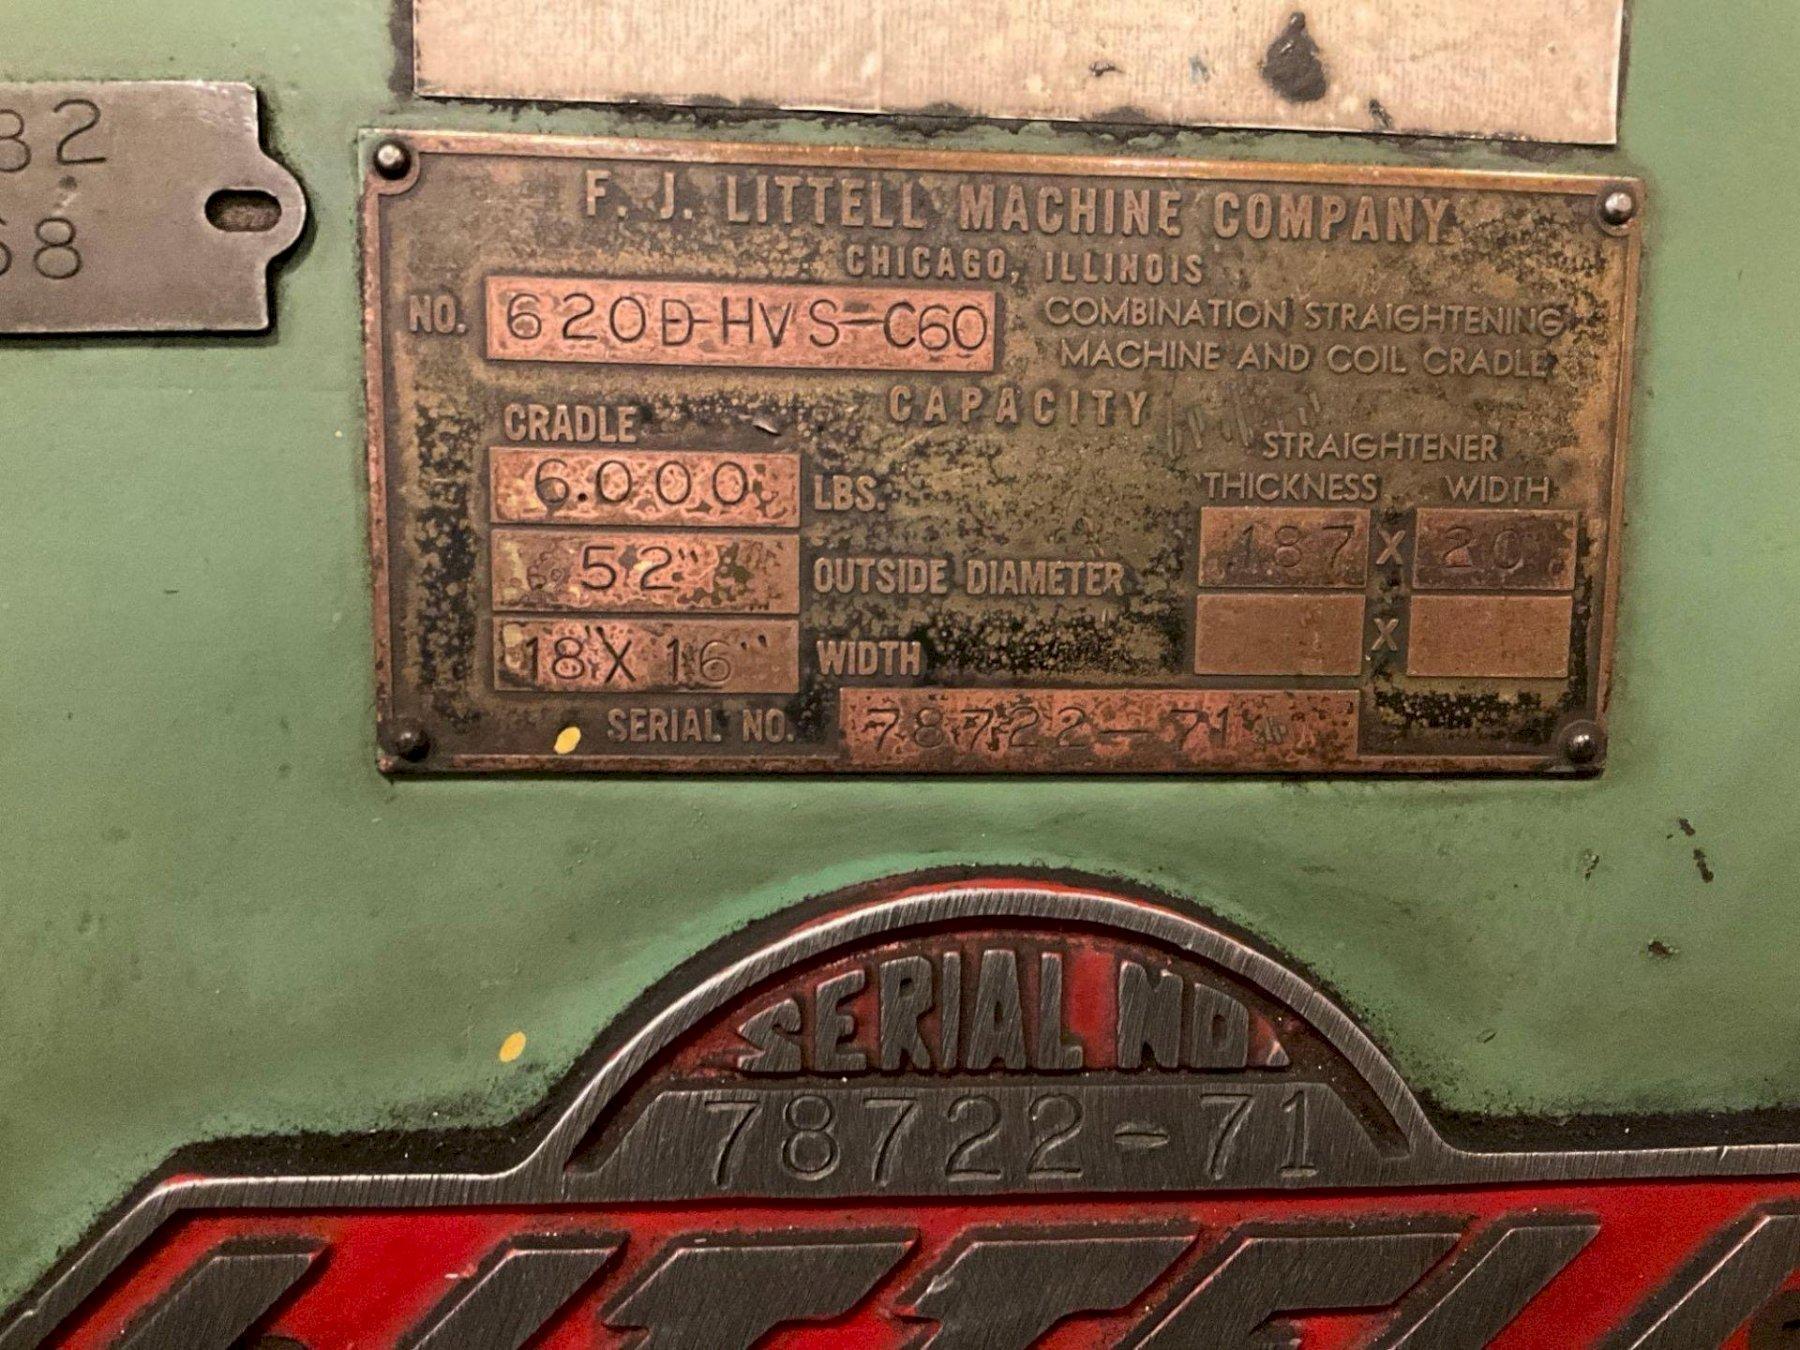 82
68
F. J. LITTELL MACHINE COMPANY
CHICAGO, ILLINOIS
NO. 620D-HVS-C60
COMBINATION STRAIGHTENING
MACHINE AND COIL CRADLE
CAPACITY
CRADLE
6.000 LBS.
52" OUTSIDE DIAMETER
18"X 16" WIDTH
STRAIGHTENER
THICKNESS WIDTH
.187 X 20
X
SERIAL NO. 78722-71
SERIAL NO.
78722-71
LITTELL